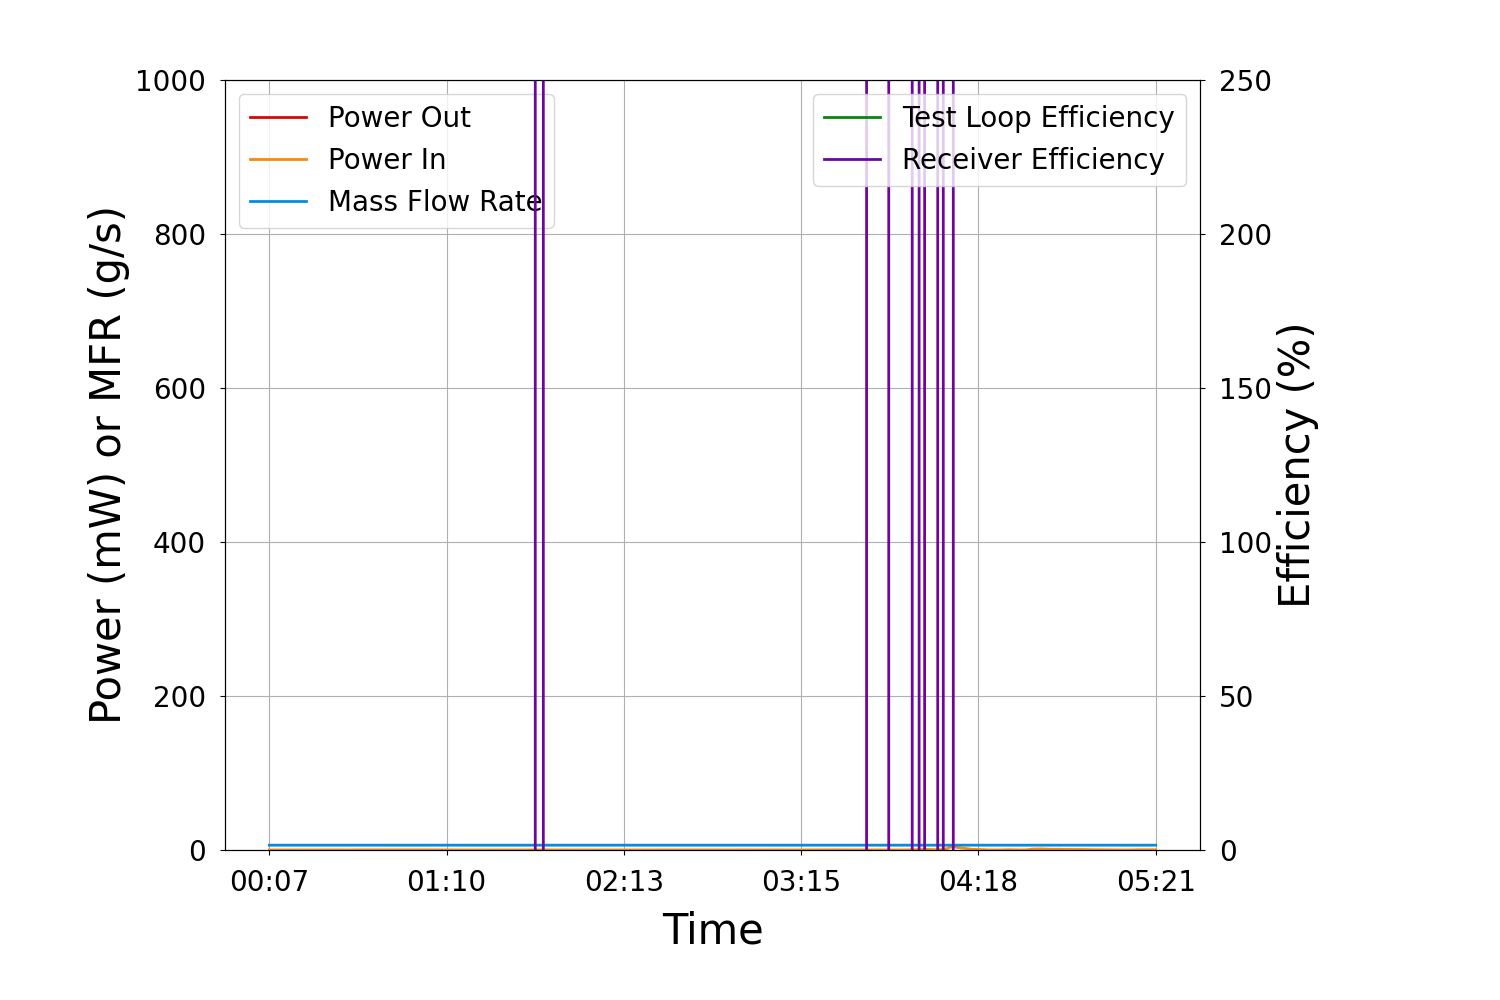 1000
800
600
400
200
0
Power (mW) or MFR (g/s)
Power Out
Power In
Mass Flow Rate
Test Loop Efficiency
Receiver Efficiency
250
200
150
100
50
0
Efficiency (%)
00:07 01:10 02:13 03:15 04:18 05:21
Time